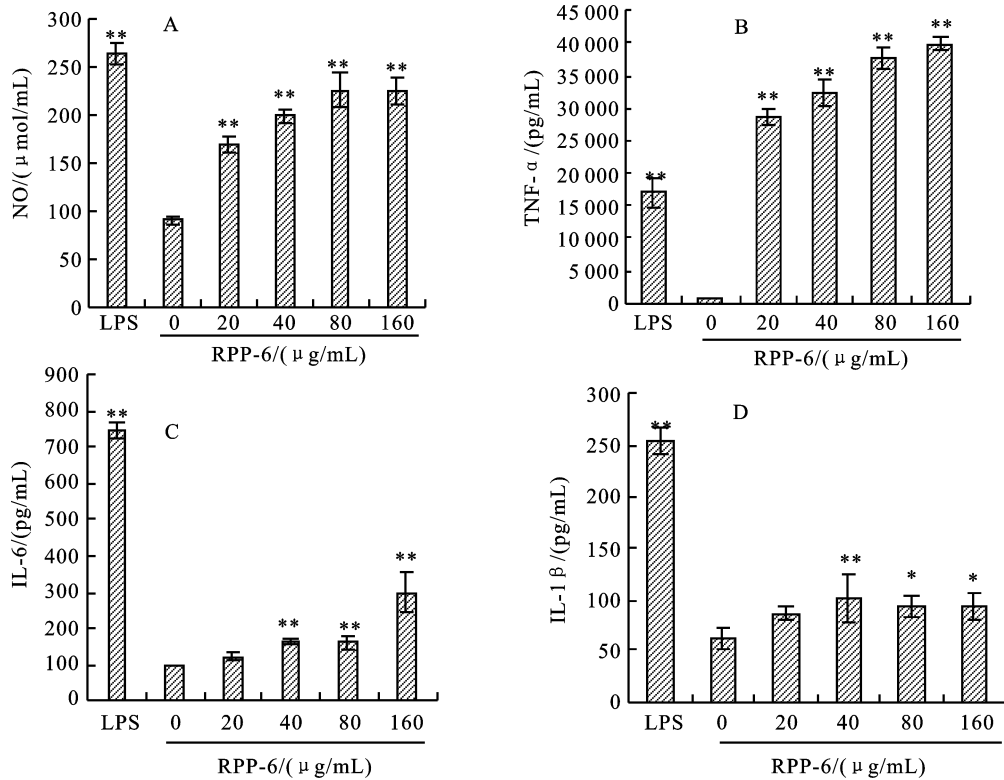 A
NO/(μmol/mL)
300
250
200
150
100
50
0
** ** ** ** **
LPS 0 20 40 80 160
RPP-6/(μg/mL)
B
TNF-α/(pg/mL)
45 000
40 000
35 000
30 000
25 000
20 000
15 000
10 000
5 000
0
** ** ** ** **
LPS 0 20 40 80 160
RPP-6/(μg/mL)
C
IL-6/(pg/mL)
900
800
700
600
500
400
300
200
100
0
** ** ** **
LPS 0 20 40 80 160
RPP-6/(μg/mL)
D
IL-1β/(pg/mL)
300
250
200
150
100
50
0
** ** * *
LPS 0 20 40 80 160
RPP-6/(μg/mL)